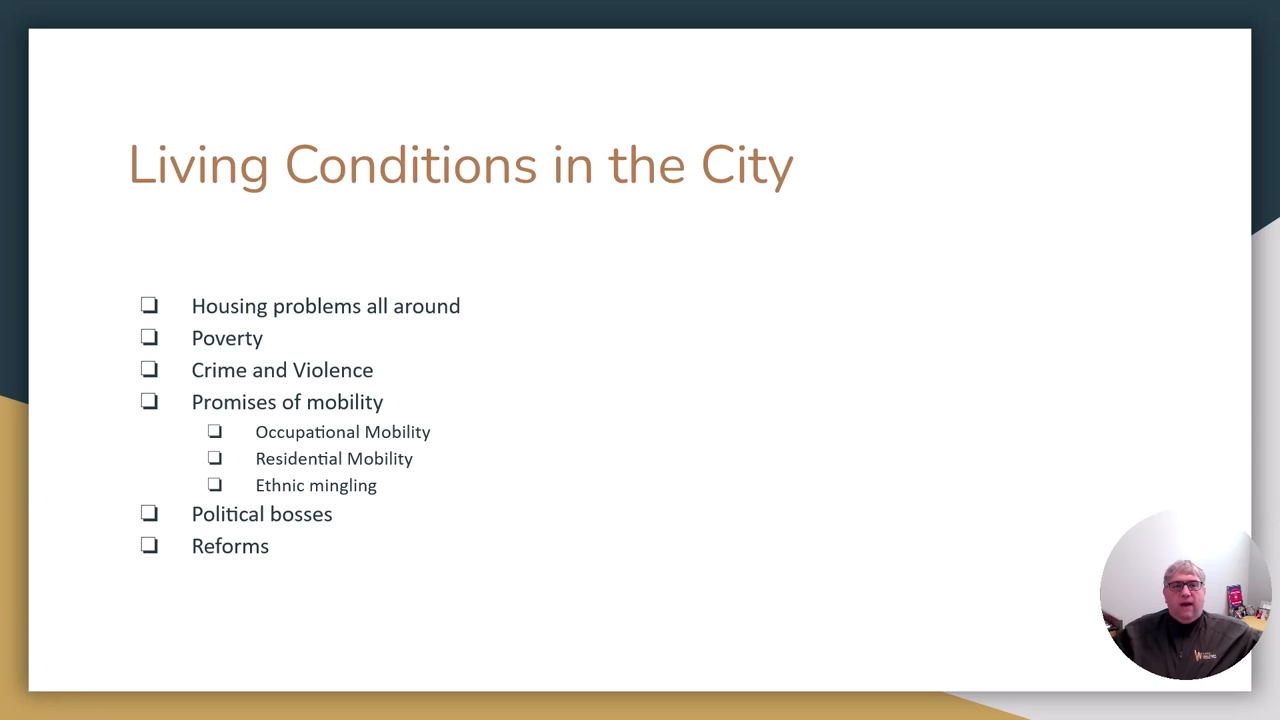 Living Conditions in the City
Housing problems all around
Poverty
Crime and Violence
Promises of mobility
Occupational Mobility
Residential Mobility
Ethnic mingling
Political bosses
Reforms